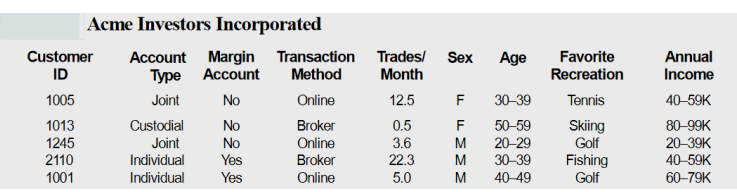 Acme Investors Incorporated
Customer ID Account Type Margin Account Transaction Method Trades/ Month Sex Age Favorite Recreation Annual Income
1005 Joint No Online 12.5 F 30–39 Tennis 40–59K
1013 Custodial No Broker 0.5 F 50–59 Skiing 80–99K
1245 Joint No Online 3.6 M 20–29 Golf 20–39K
2110 Individual Yes Broker 22.3 M 30–39 Fishing 40–59K
1001 Individual Yes Online 5.0 M 40–49 Golf 60–79K